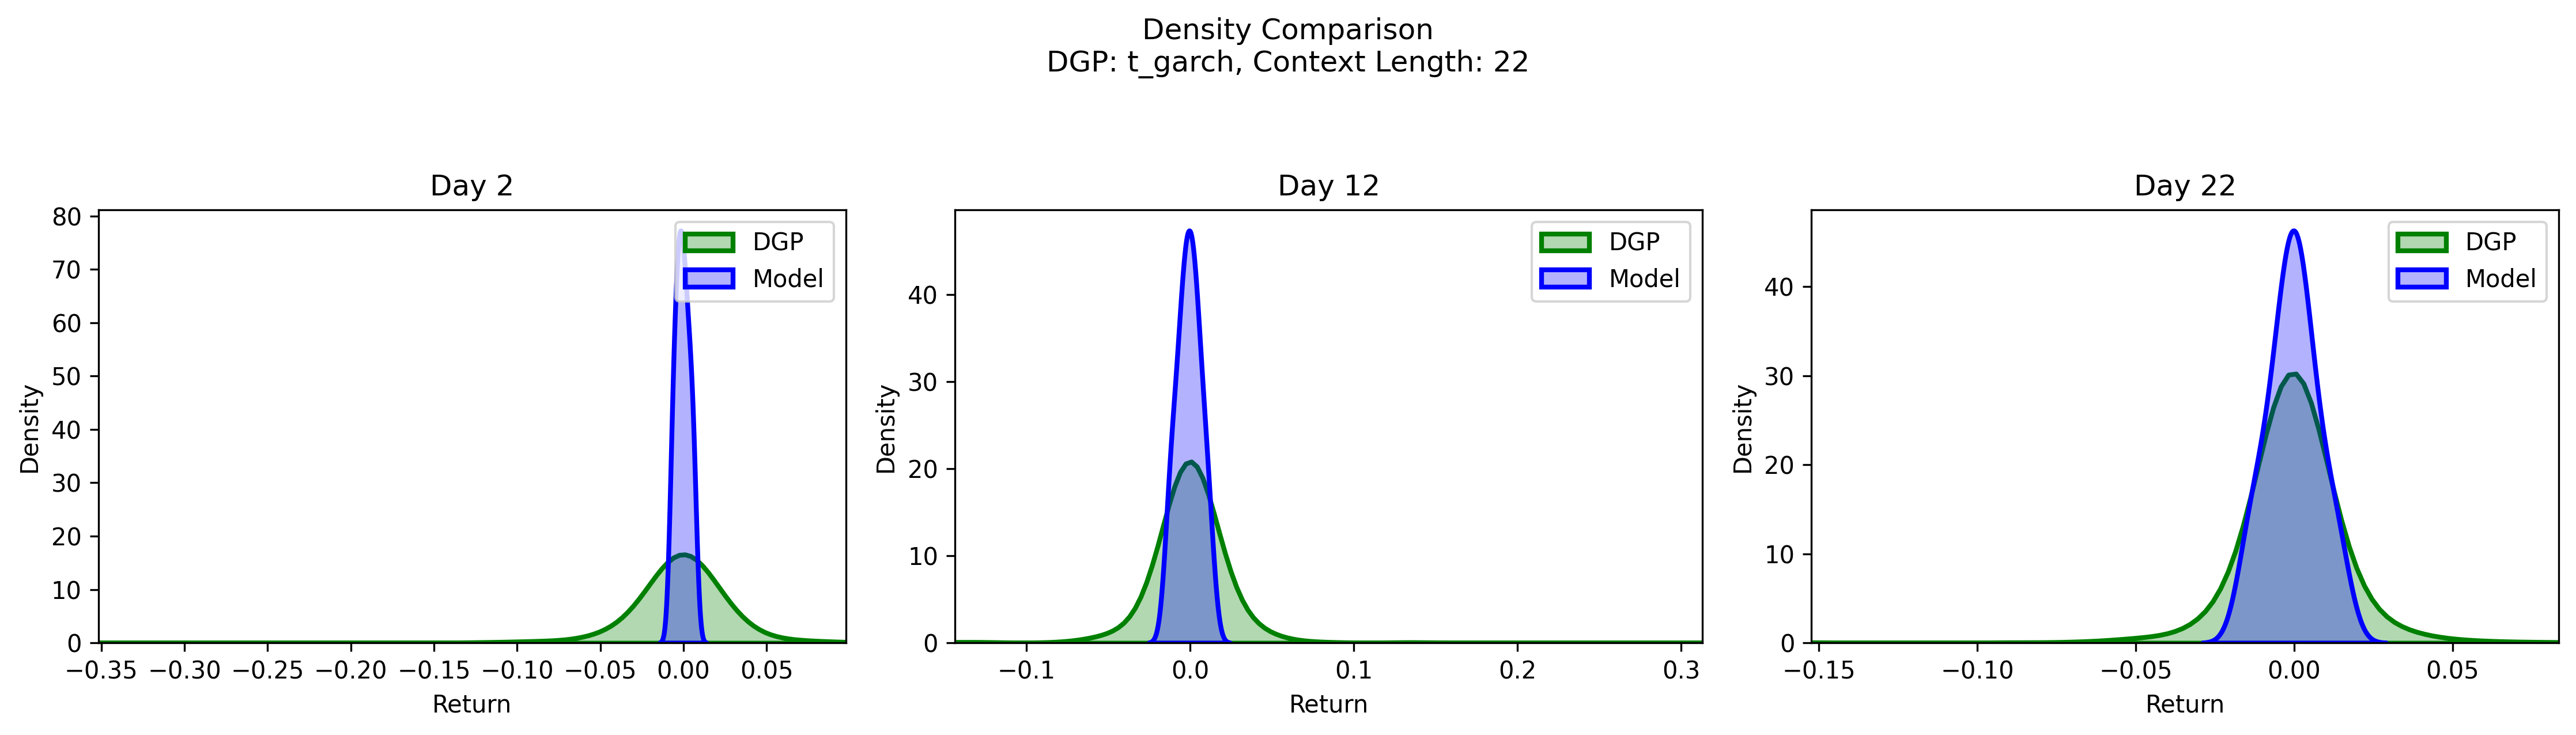 Density Comparison
DGP: t_garch, Context Length: 22
Day 2
80
70
60
50
40
30
20
10
0
Density
−0.35 −0.30 −0.25 −0.20 −0.15 −0.10 −0.05 0.00 0.05
Return
DGP
Model
Day 12
40
30
20
10
0
Density
−0.1 0.0 0.1 0.2 0.3
Return
DGP
Model
Day 22
40
30
20
10
0
Density
−0.15 −0.10 −0.05 0.00 0.05
Return
DGP
Model